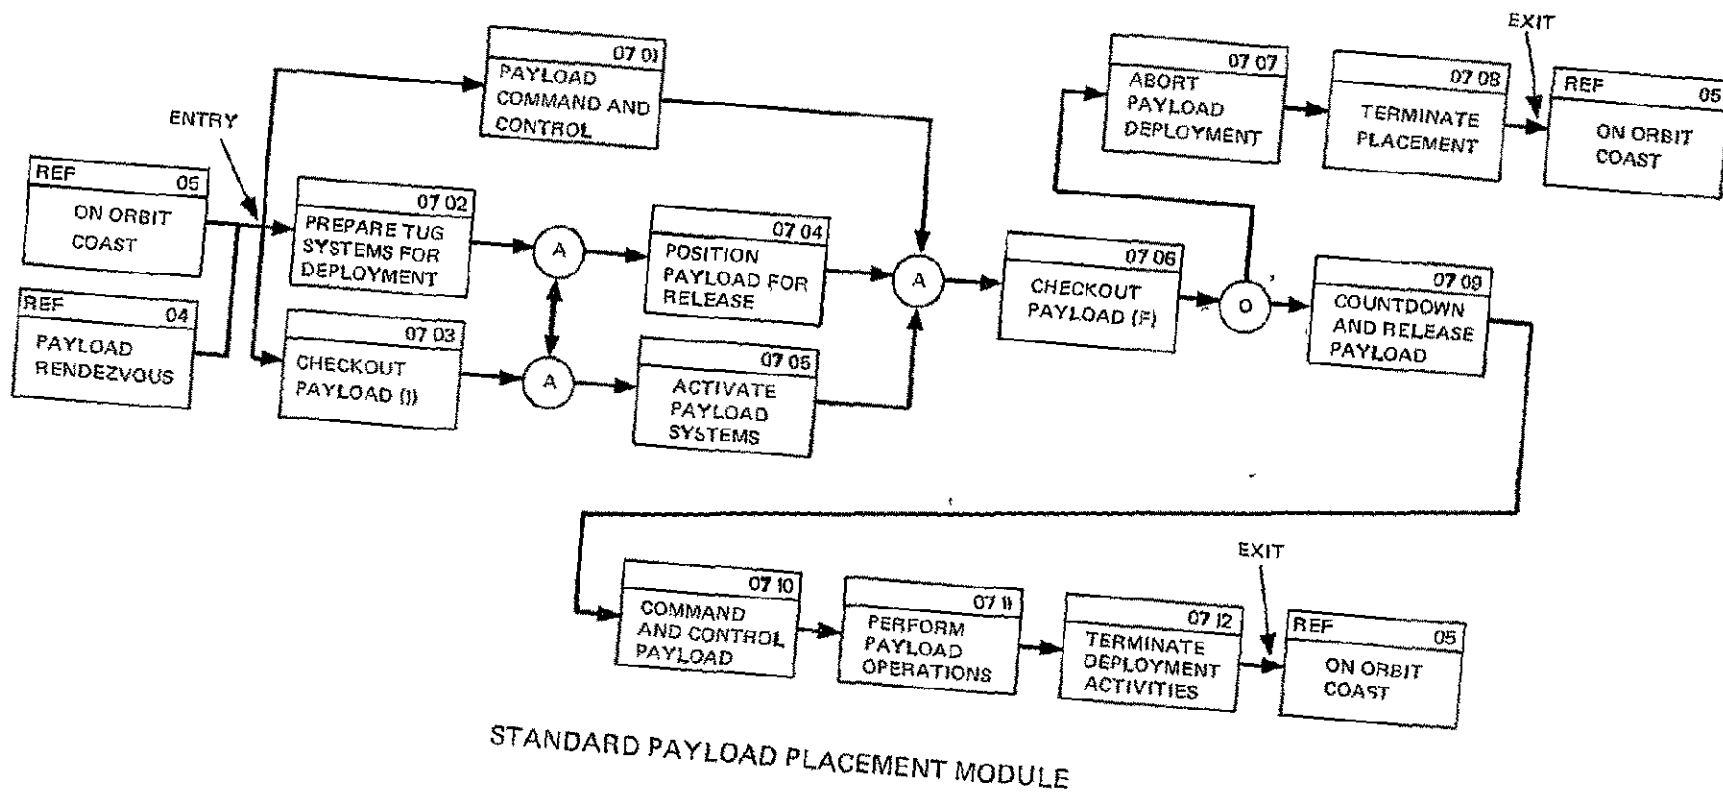 EXIT
07 01
PAYLOAD
COMMAND AND
CONTROL
07 07
ABORT
PAYLOAD
DEPLOYMENT
07 08
TERMINATE
PLACEMENT
REF 05
ON ORBIT
COAST
ENTRY
REF 05
ON ORBIT
COAST
07 02
PREPARE TUG
SYSTEMS FOR
DEPLOYMENT
A
07 04
POSITION
PAYLOAD FOR
RELEASE
A
07 06
CHECKOUT
PAYLOAD (F)
O
07 09
COUNTDOWN
AND RELEASE
PAYLOAD
REF 04
PAYLOAD
RENDEZVOUS
07 03
CHECKOUT
PAYLOAD (I)
A
07 05
ACTIVATE
PAYLOAD
SYSTEMS
EXIT
07 10
COMMAND
AND CONTROL
PAYLOAD
07 11
PERFORM
PAYLOAD
OPERATIONS
07 12
TERMINATE
DEPLOYMENT
ACTIVITIES
REF 05
ON ORBIT
COAST
STANDARD PAYLOAD PLACEMENT MODULE